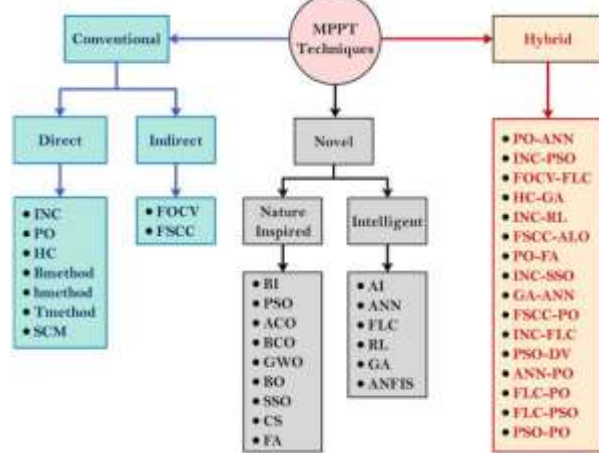 MPPT
Techniques
Conventional
Hybrid
Direct
Indirect
Novel
Nature
Inspired
Intelligent
INC
PO
HC
Bmethod
hmethod
Tmethod
SCM
FOCV
FSCC
BI
PSO
ACO
BCO
GWO
BO
SSO
CS
FA
AI
ANN
FLC
RL
GA
ANFIS
PO-ANN
INC-PSO
FOCV-FLC
HC-GA
INC-RL
FSCC-ALO
PO-FA
INC-SSO
GA-ANN
FSCC-PO
INC-FLC
PSO-DV
ANN-PO
FLC-PO
FLC-PSO
PSO-PO